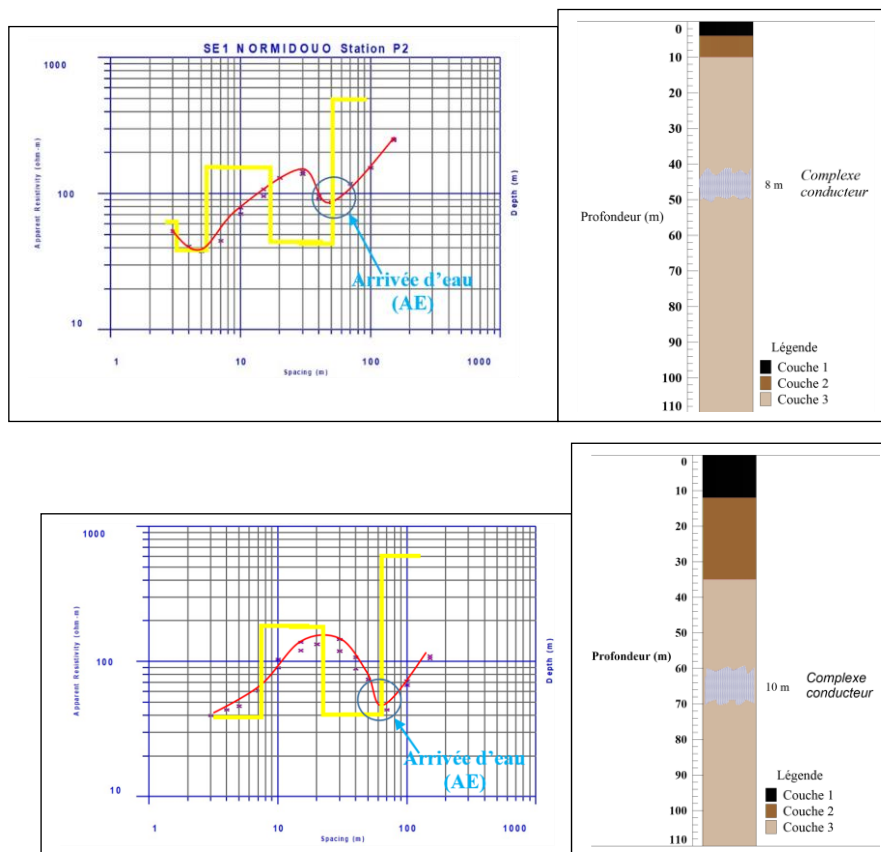 SE1 NORMIDOUO Station P2
1000
100
10
Apparent Resistivity (ohm-m)
Depth (m)
1
10
100
1000
Spacing (m)
Arrivée d'eau
(AE)
0
10
20
30
40
50
60
70
80
90
100
110
Profondeur (m)
8 m
Complexe
conducteur
Légende
Couche 1
Couche 2
Couche 3
1000
100
10
Apparent Resistivity (ohm-m)
Depth (m)
1
10
100
1000
Spacing (m)
Arrivée d'eau
(AE)
0
10
20
30
40
50
60
70
80
90
100
110
Profondeur (m)
10 m
Complexe
conducteur
Légende
Couche 1
Couche 2
Couche 3